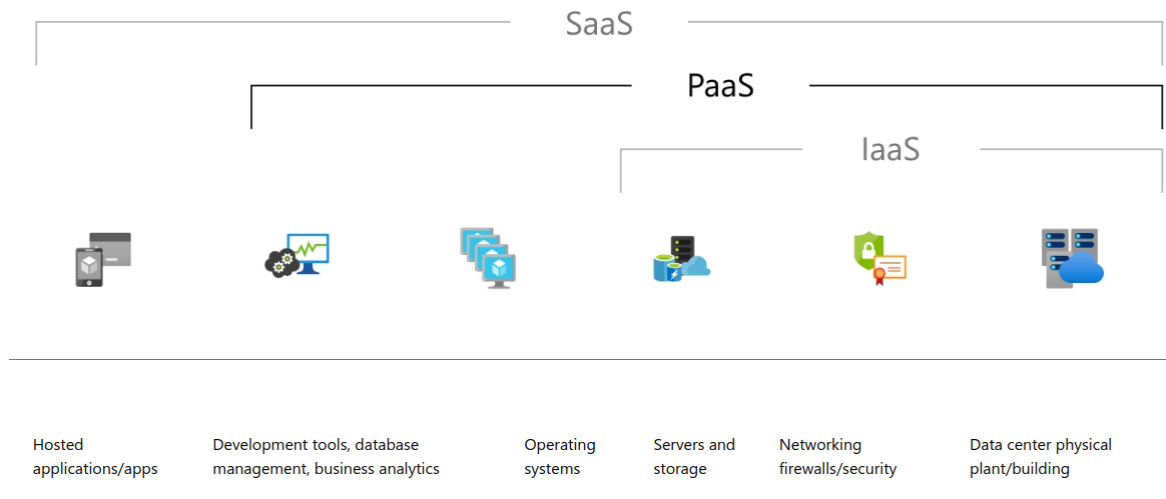 SaaS
PaaS
IaaS
Hosted
applications/apps
Development tools, database
management, business analytics
Operating
systems
Servers and
storage
Networking
firewalls/security
Data center physical
plant/building